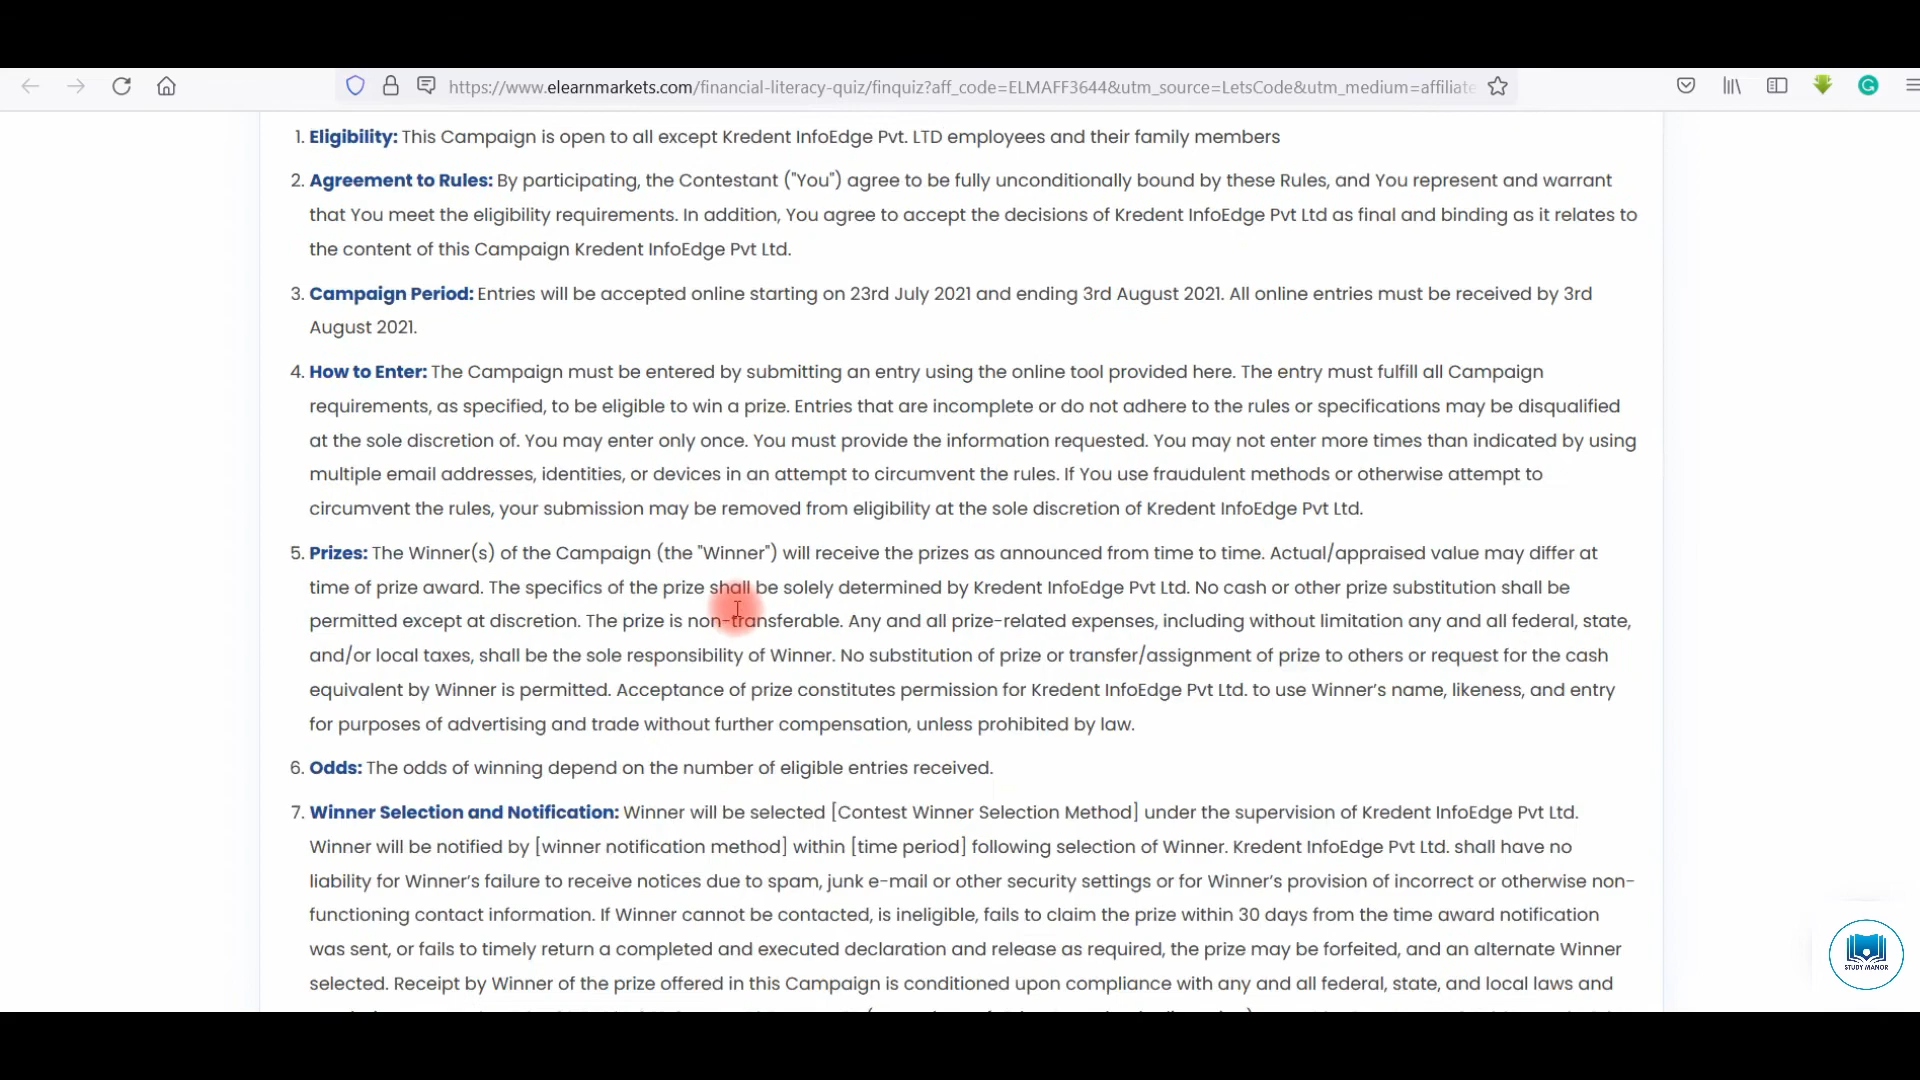 https://www.elearnmarkets.com/financial-literacy-quiz/finquiz?aff_code=ELMAFF3644&utm_source=LetsCode&utm_medium=affiliate
1. Eligibility: This Campaign is open to all except Kredent InfoEdge Pvt. LTD employees and their family members
2. Agreement to Rules: By participating, the Contestant ("You") agree to be fully unconditionally bound by these Rules, and You represent and warrant
that You meet the eligibility requirements. In addition, You agree to accept the decisions of Kredent InfoEdge Pvt Ltd as final and binding as it relates to
the content of this Campaign Kredent InfoEdge Pvt Ltd.
3. Campaign Period: Entries will be accepted online starting on 23rd July 2021 and ending 3rd August 2021. All online entries must be received by 3rd
August 2021.
4. How to Enter: The Campaign must be entered by submitting an entry using the online tool provided here. The entry must fulfill all Campaign
requirements, as specified, to be eligible to win a prize. Entries that are incomplete or do not adhere to the rules or specifications may be disqualified
at the sole discretion of. You may enter only once. You must provide the information requested. You may not enter more times than indicated by using
multiple email addresses, identities, or devices in an attempt to circumvent the rules. If You use fraudulent methods or otherwise attempt to
circumvent the rules, your submission may be removed from eligibility at the sole discretion of Kredent InfoEdge Pvt Ltd.
5. Prizes: The Winner(s) of the Campaign (the "Winner") will receive the prizes as announced from time to time. Actual/appraised value may differ at
time of prize award. The specifics of the prize shall be solely determined by Kredent InfoEdge Pvt Ltd. No cash or other prize substitution shall be
permitted except at discretion. The prize is non-transferable. Any and all prize-related expenses, including without limitation any and all federal, state,
and/or local taxes, shall be the sole responsibility of Winner. No substitution of prize or transfer/assignment of prize to others or request for the cash
equivalent by Winner is permitted. Acceptance of prize constitutes permission for Kredent InfoEdge Pvt Ltd. to use Winner's name, likeness, and entry
for purposes of advertising and trade without further compensation, unless prohibited by law.
6. Odds: The odds of winning depend on the number of eligible entries received.
7. Winner Selection and Notification: Winner will be selected [Contest Winner Selection Method] under the supervision of Kredent InfoEdge Pvt Ltd.
Winner will be notified by [winner notification method] within [time period] following selection of Winner. Kredent InfoEdge Pvt Ltd. shall have no
liability for Winner's failure to receive notices due to spam, junk e-mail or other security settings or for Winner's provision of incorrect or otherwise non-
functioning contact information. If Winner cannot be contacted, is ineligible, fails to claim the prize within 30 days from the time award notification
was sent, or fails to timely return a completed and executed declaration and release as required, the prize may be forfeited, and an alternate Winner
selected. Receipt by Winner of the prize offered in this Campaign is conditioned upon compliance with any and all federal, state, and local laws and
STUDY MANOR